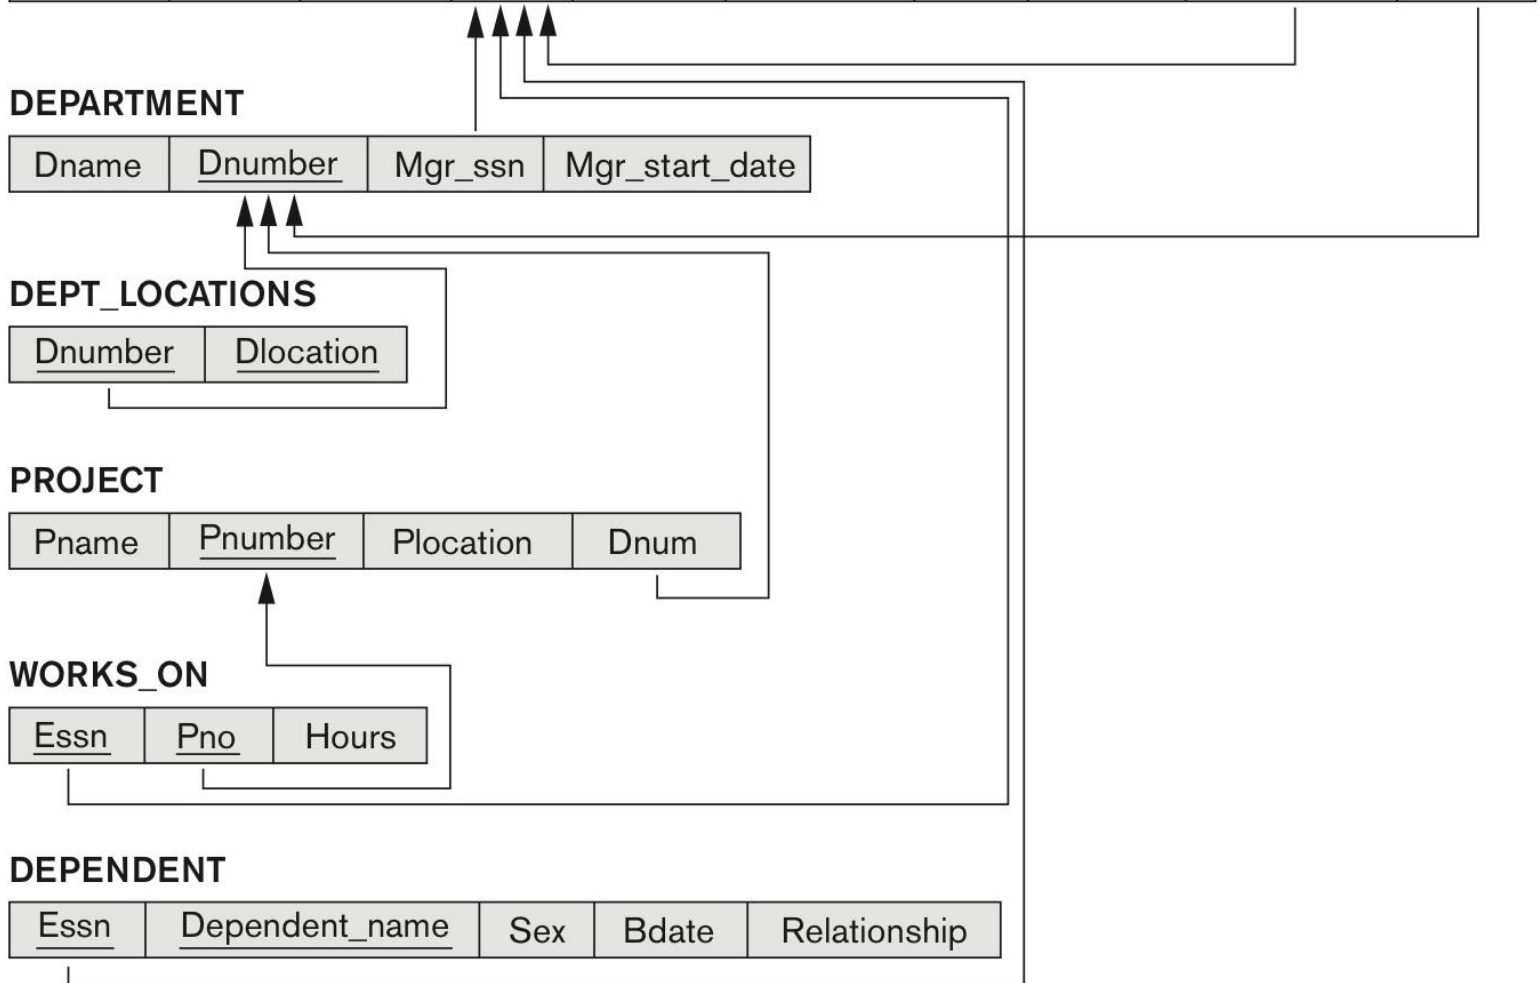 DEPARTMENT
Dname Dnumber Mgr_ssn Mgr_start_date
DEPT_LOCATIONS
Dnumber Dlocation
PROJECT
Pname Pnumber Plocation Dnum
WORKS_ON
Essn Pno Hours
DEPENDENT
Essn Dependent_name Sex Bdate Relationship